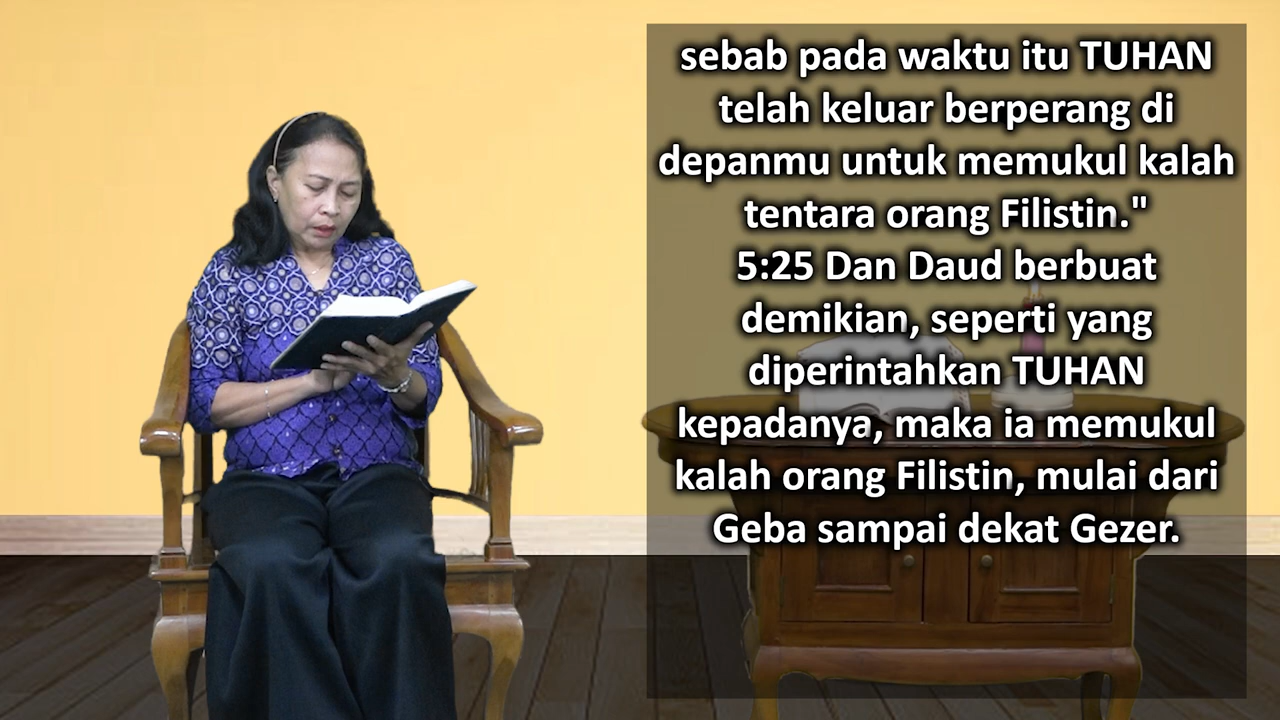 sebab pada waktu itu TUHAN
telah keluar berperang di
depanmu untuk memukul kalah
tentara orang Filistin."
5:25 Dan Daud berbuat
demikian, seperti yang
diperintahkan TUHAN
kepadanya, maka ia memukul
kalah orang Filistin, mulai dari
Geba sampai dekat Gezer.